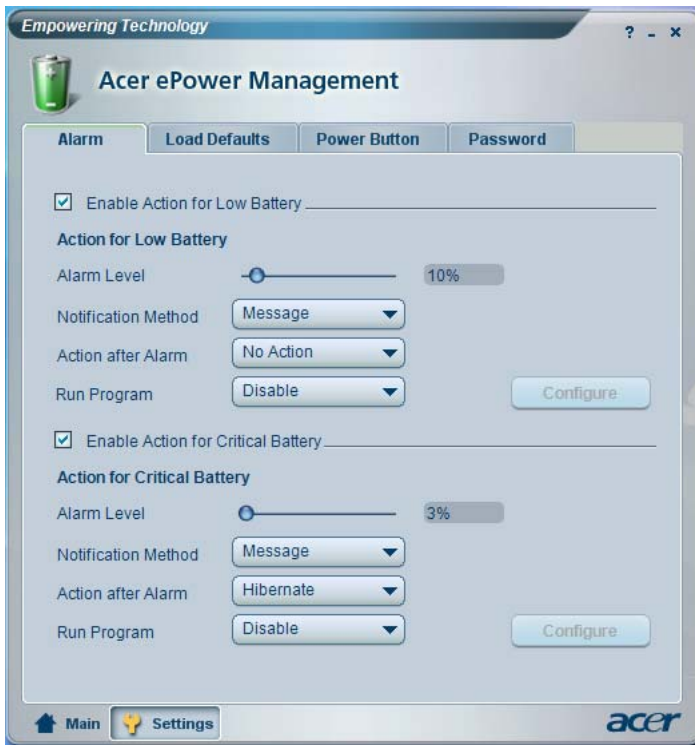 Empowering Technology
? - ×
Acer ePower Management
Alarm Load Defaults Power Button Password
Enable Action for Low Battery
Action for Low Battery
Alarm Level 10%
Notification Method Message
Action after Alarm No Action
Run Program Disable Configure
Enable Action for Critical Battery
Action for Critical Battery
Alarm Level 3%
Notification Method Message
Action after Alarm Hibernate
Run Program Disable Configure
Main Settings acer